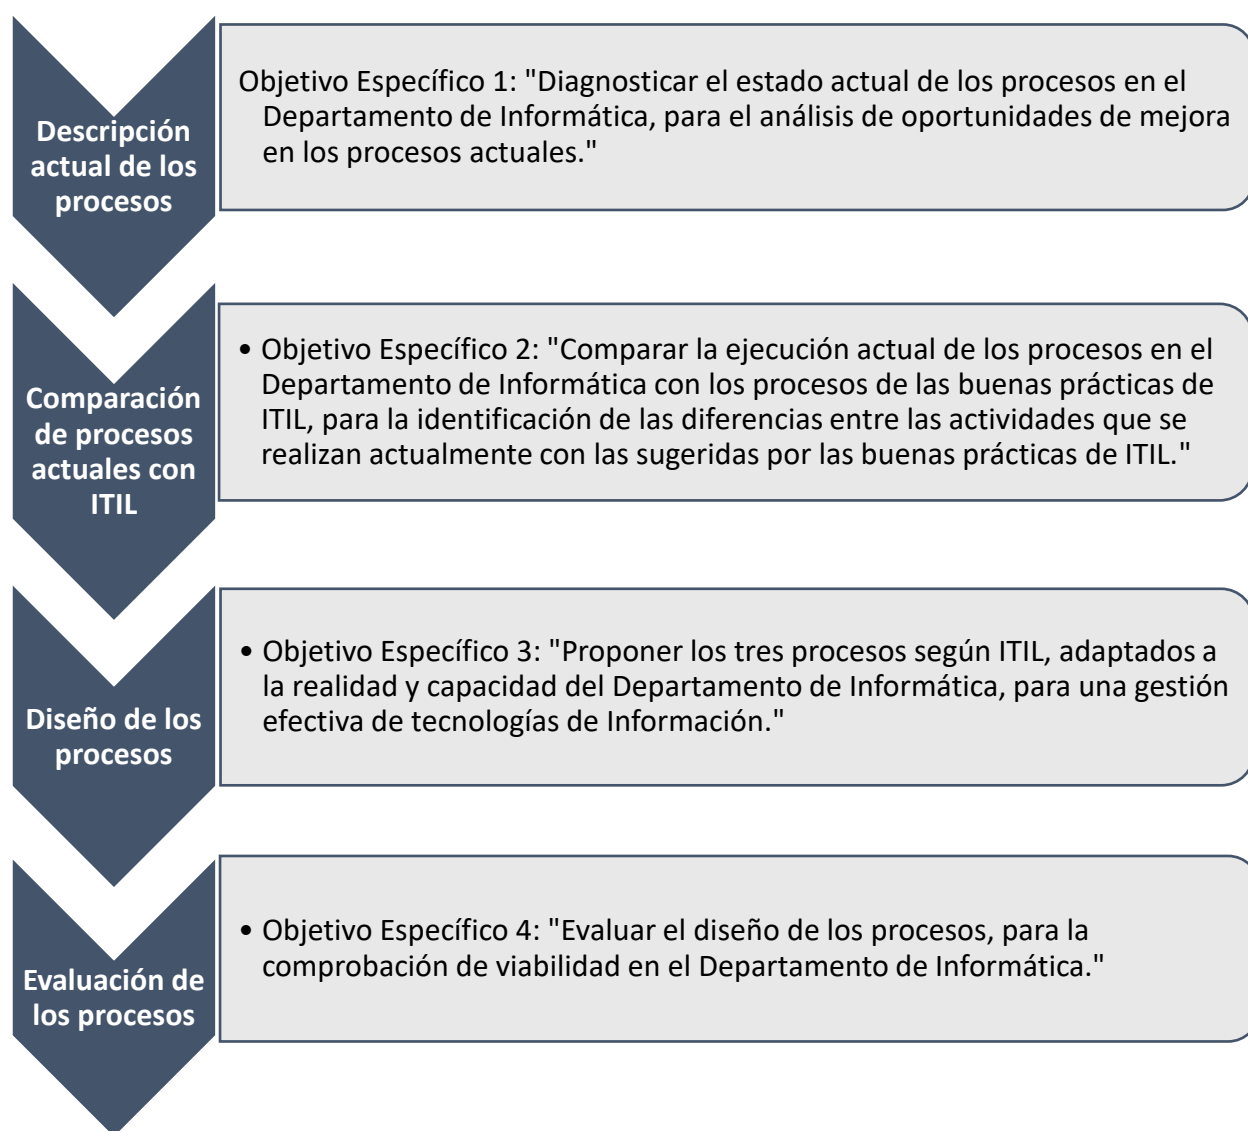 Descripción
actual de los
procesos
Objetivo Específico 1: "Diagnosticar el estado actual de los procesos en el
Departamento de Informática, para el análisis de oportunidades de mejora
en los procesos actuales."
Comparación
de procesos
actuales con
ITIL
• Objetivo Específico 2: "Comparar la ejecución actual de los procesos en el
Departamento de Informática con los procesos de las buenas prácticas de
ITIL, para la identificación de las diferencias entre las actividades que se
realizan actualmente con las sugeridas por las buenas prácticas de ITIL."
Diseño de los
procesos
• Objetivo Específico 3: "Proponer los tres procesos según ITIL, adaptados a
la realidad y capacidad del Departamento de Informática, para una gestión
efectiva de tecnologías de Información."
Evaluación de
los procesos
• Objetivo Específico 4: "Evaluar el diseño de los procesos, para la
comprobación de viabilidad en el Departamento de Informática."